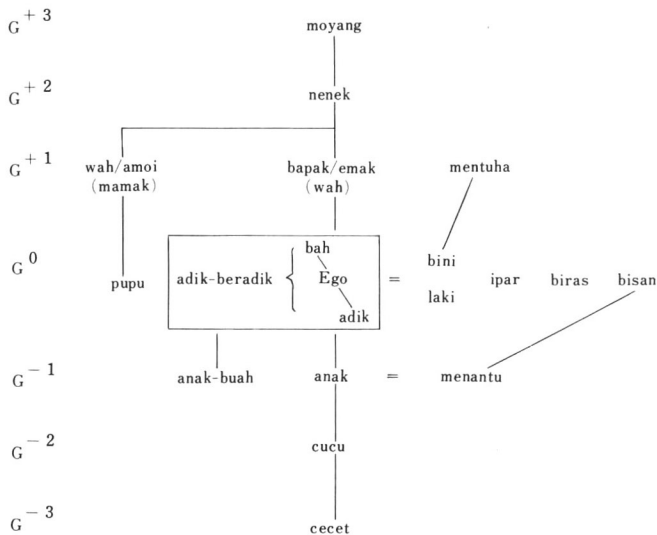 G+3 moyang
G+2 nenek
G+1 wah/amoi bapak/emak mentuha
(mamak) (wah)
bah
bini
G0 adik-beradik { Ego = ipar biras bisan
pupu laki
adik
G−1 anak-buah anak = menantu
G−2 cucu
G−3 cecet